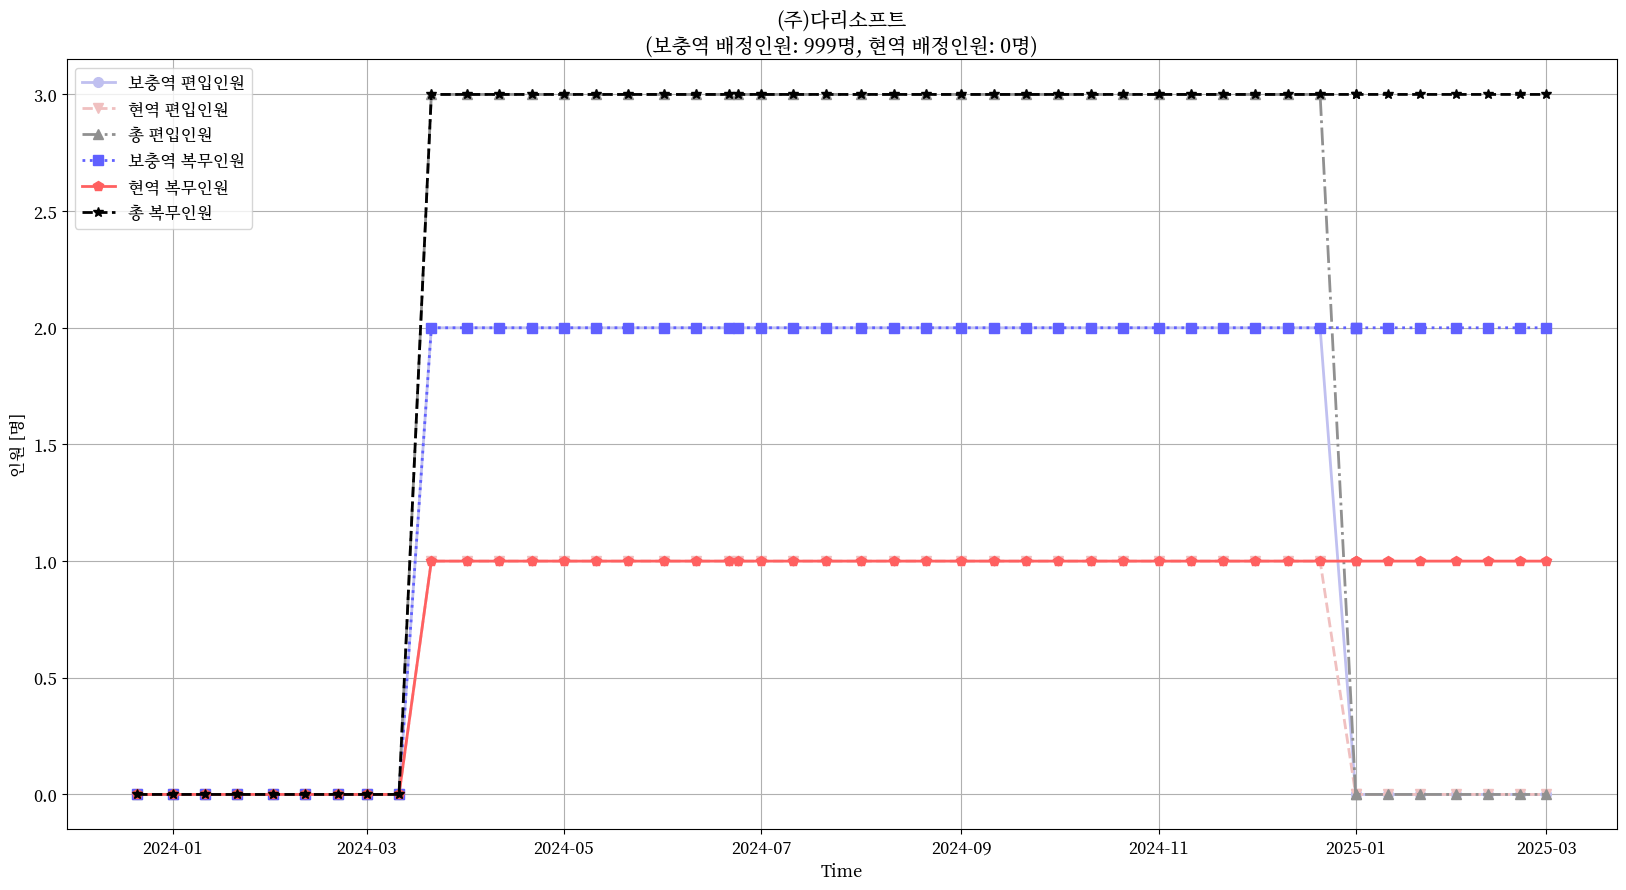 (주)다리소프트
(보충역 배정인원: 999명, 현역 배정인원: 0명)
보충역 편입인원
현역 편입인원
총 편입인원
보충역 복무인원
현역 복무인원
총 복무인원
3.0
2.5
2.0
1.5
1.0
0.5
0.0
인원 [명]
2024-01
2024-03
2024-05
2024-07
2024-09
2024-11
2025-01
2025-03
Time